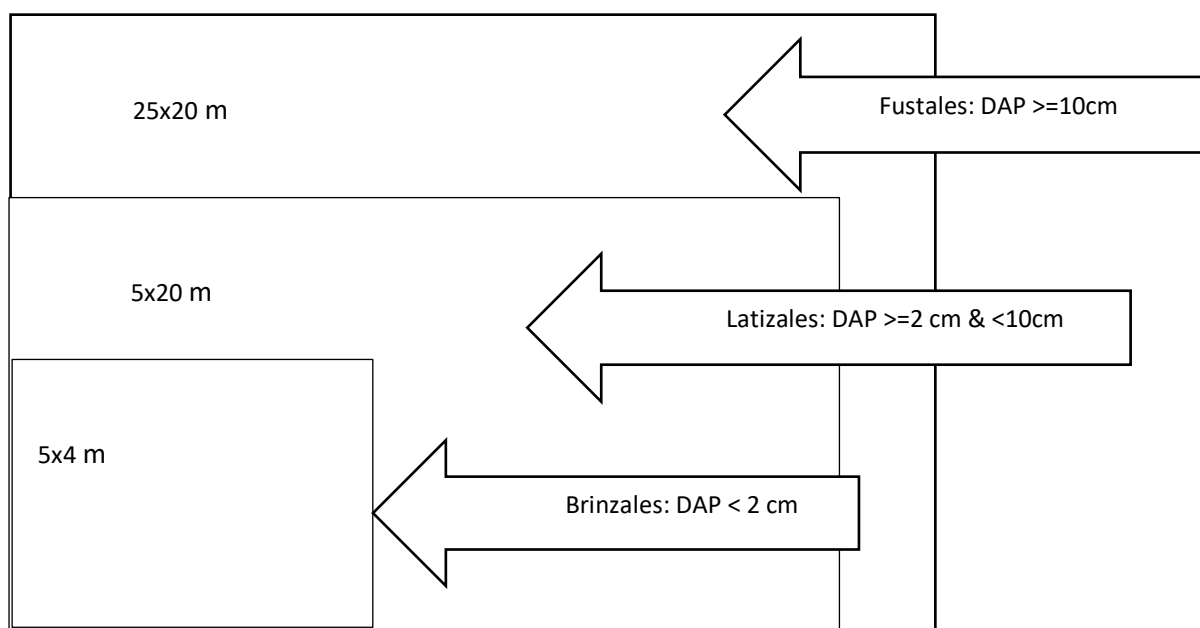 25x20 m
Fustales: DAP >=10cm
5x20 m
Latizales: DAP >=2 cm & <10cm
5x4 m
Brinzales: DAP < 2 cm